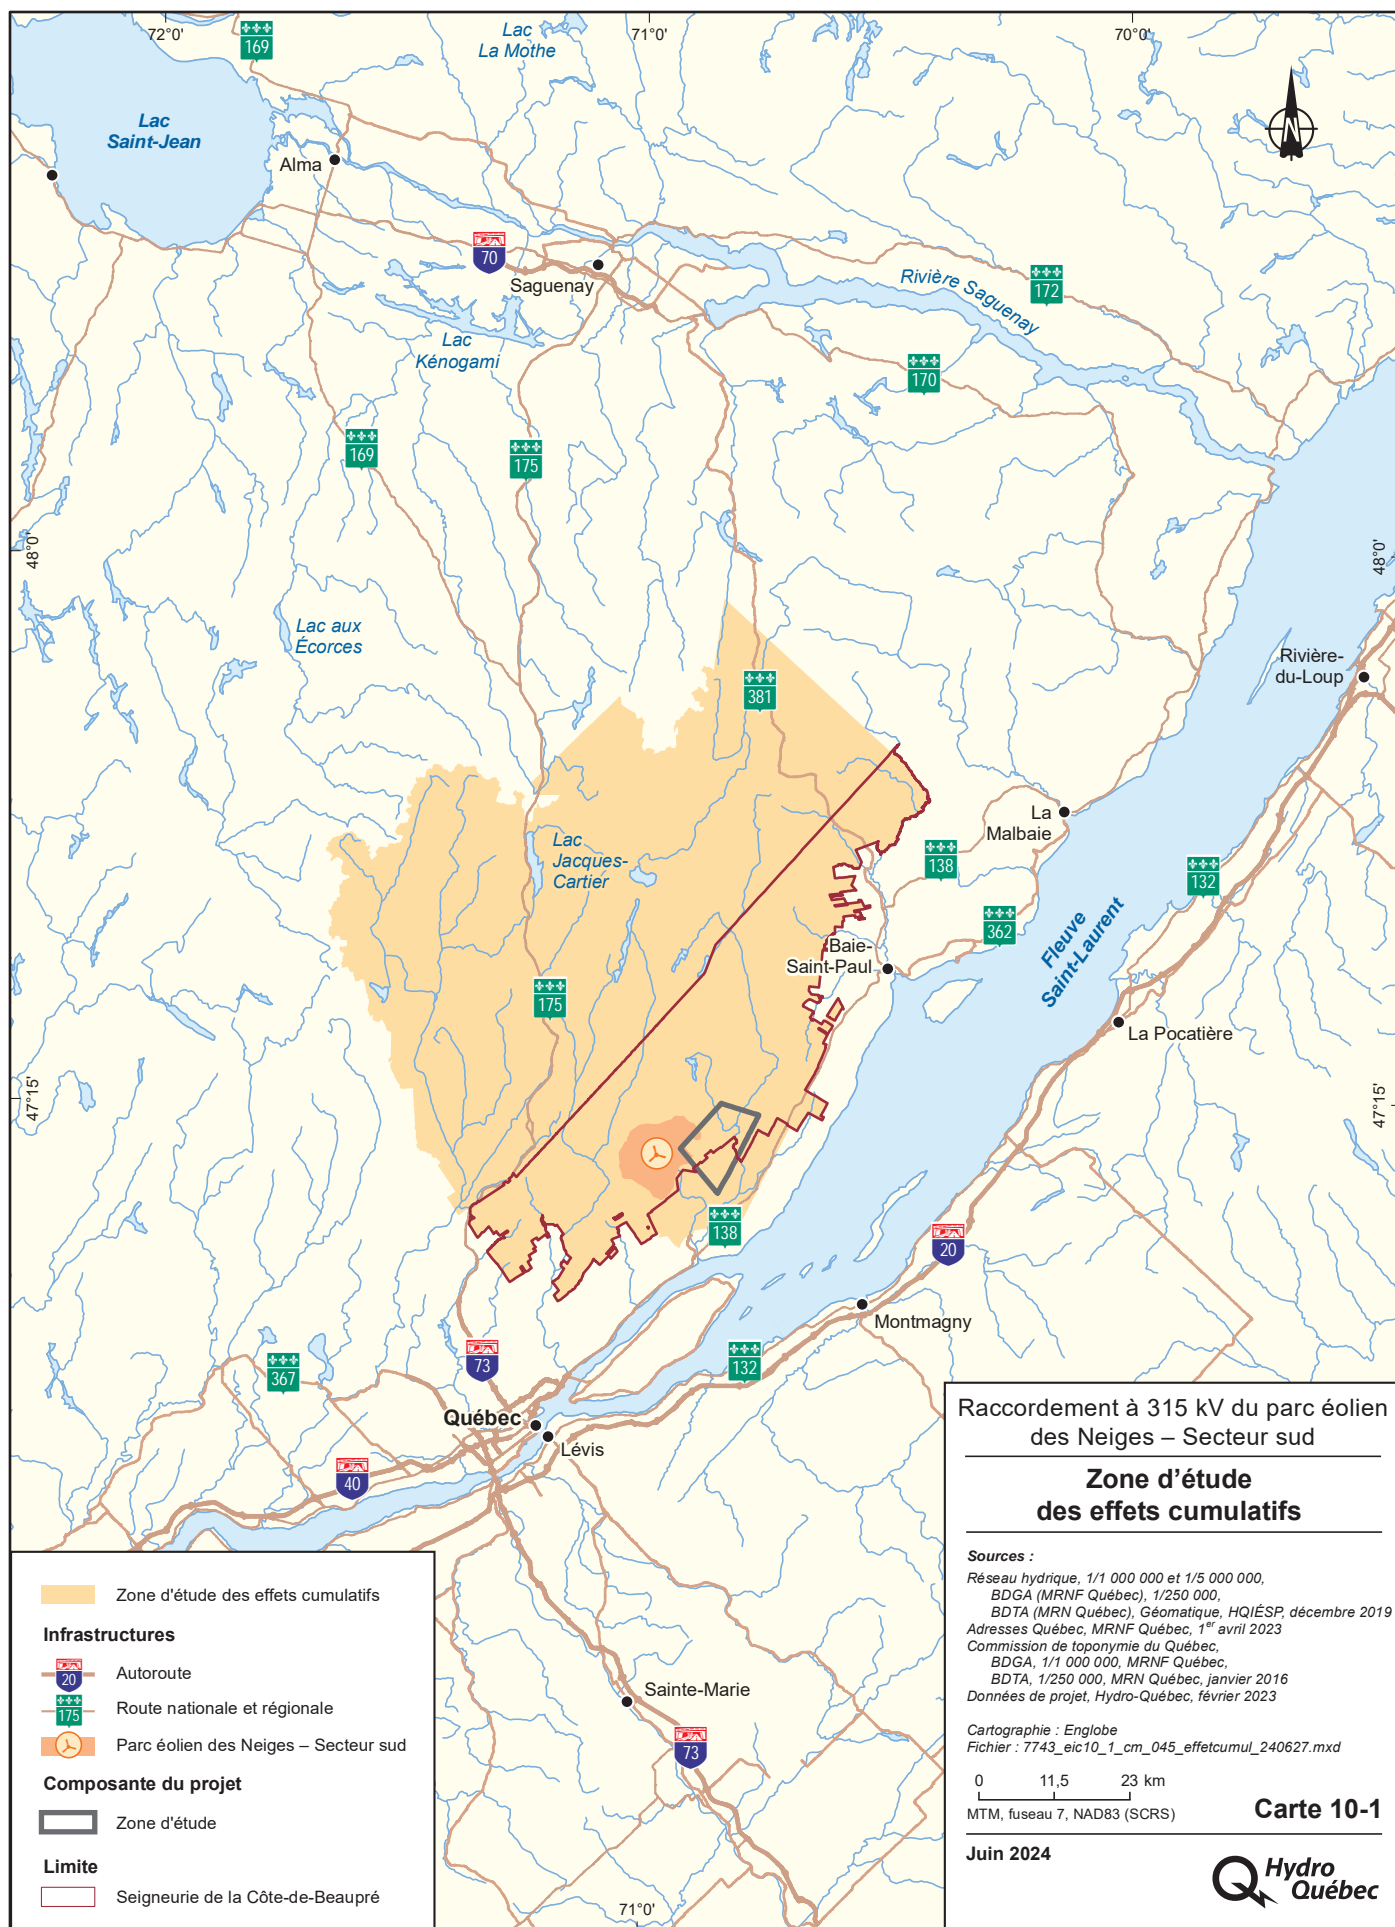 72°0'
71°0'
70°0'
169
Lac
La Mothe
Lac
Saint-Jean
Alma
N
70
Saguenay
Rivière Saguenay
172
Lac
Kénogami
170
169
175
48°0'
48°0'
Lac aux
Écorces
Rivière-
du-Loup
381
La
Malbaie
Lac
Jacques-
Cartier
138
132
362
Baie-
Saint-Paul
Fleuve
Saint-Laurent
175
La Pocatière
47°15'
47°15'
138
20
Montmagny
73
132
367
Québec
Lévis
40
Sainte-Marie
73
71°0'
Zone d'étude des effets cumulatifs
Infrastructures
20
Autoroute
175
Route nationale et régionale
Parc éolien des Neiges – Secteur sud
Composante du projet
Zone d'étude
Limite
Seigneurie de la Côte-de-Beaupré
Raccordement à 315 kV du parc éolien
des Neiges – Secteur sud
Zone d'étude
des effets cumulatifs
Sources :
Réseau hydrique, 1/1 000 000 et 1/5 000 000,
BDGA (MRNF Québec), 1/250 000,
BDTA (MRN Québec), Géomatique, HQIÉSP, décembre 2019
Adresses Québec, MRNF Québec, 1er avril 2023
Commission de toponymie du Québec,
BDGA, 1/1 000 000, MRNF Québec,
BDTA, 1/250 000, MRN Québec, janvier 2016
Données de projet, Hydro-Québec, février 2023
Cartographie : Englobe
Fichier : 7743_eic10_1_cm_045_effetcumul_240627.mxd
0 11,5 23 km
MTM, fuseau 7, NAD83 (SCRS)
Carte 10-1
Juin 2024
Hydro
Québec